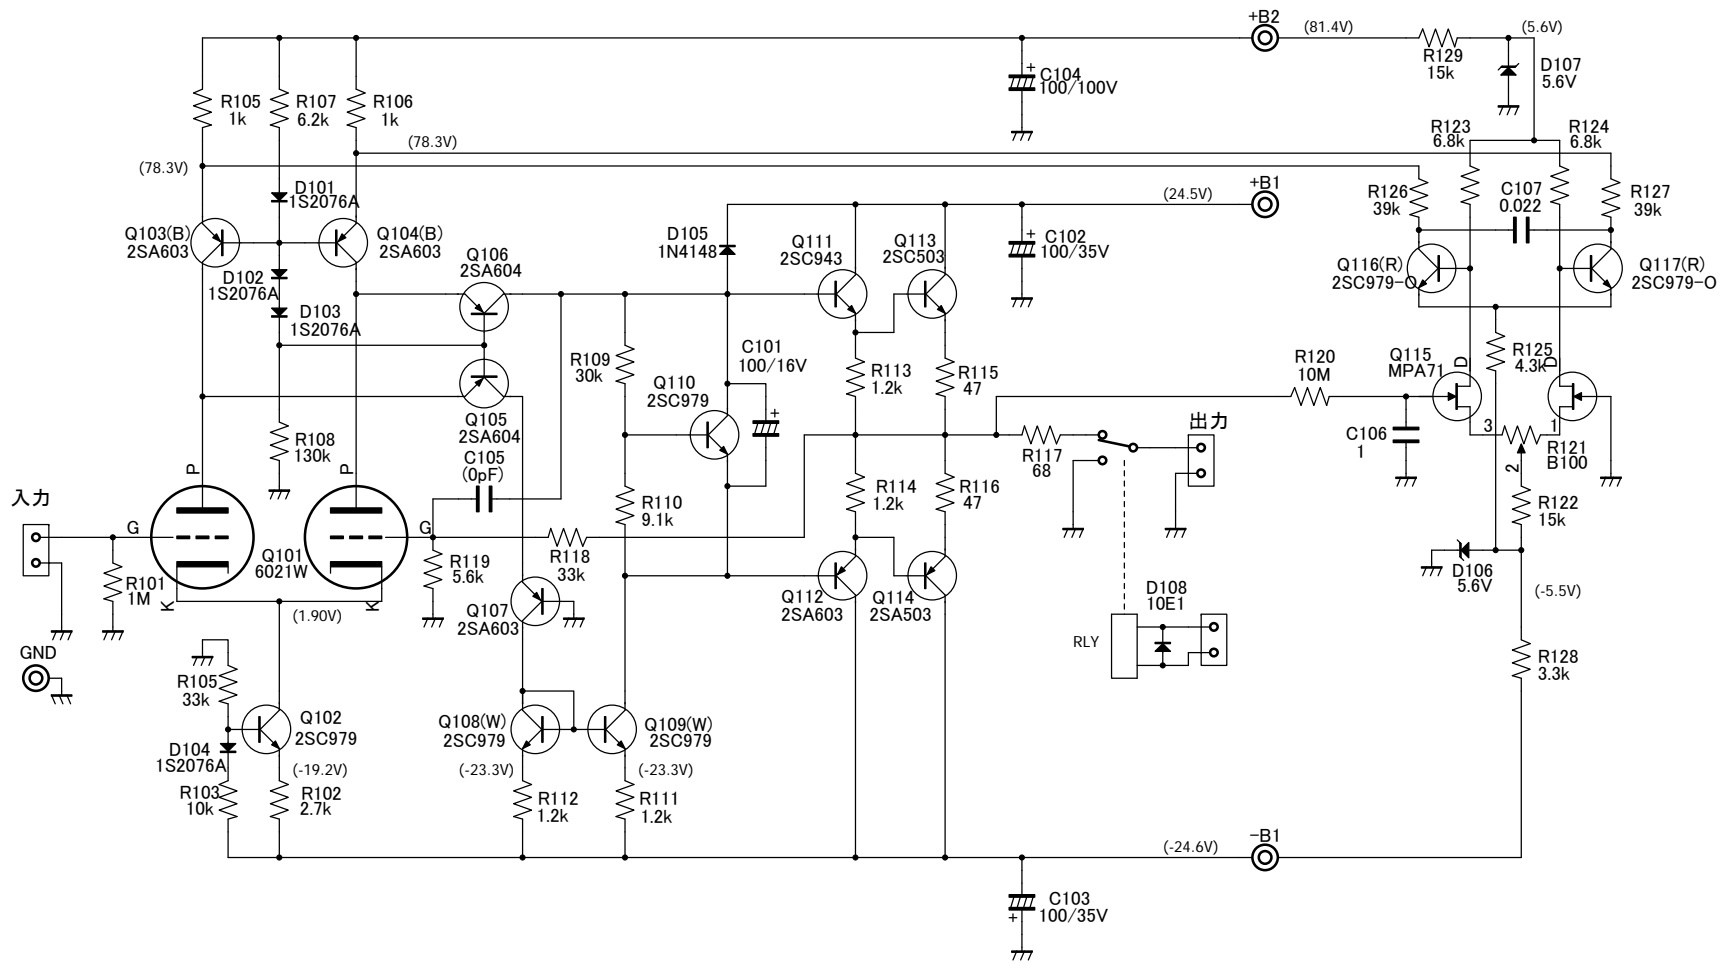 +B2
(81.4V)
(5.6V)
R129
15k
D107
5.6V
C104
100/100V
R105
1k
R107
6.2k
R106
1k
(78.3V)
(78.3V)
R123
6.8k
R124
6.8k
D101
1S2076A
(24.5V)
+B1
R126
39k
C107
0.022
R127
39k
Q103(B)
2SA603
Q104(B)
2SA603
Q106
2SA604
D105
1N4148
Q111
2SC943
Q113
2SC503
C102
100/35V
D102
1S2076A
Q116(R)
2SC979-O
Q117(R)
2SC979-O
D103
1S2076A
R109
30k
C101
100/16V
R113
1.2k
R115
47
R120
10M
Q115
MPA71
D
R125
4.3k
D
Q110
2SC979
Q105
2SA604
R108
130k
C105
(0pF)
出力
R117
68
C106
1
3
1
2
R121
B100
P
P
入力
G
G
R110
9.1k
R114
1.2k
R116
47
R122
15k
Q101
6021W
R101
1M
K
K
R119
5.6k
R118
33k
D106
5.6V
(-5.5V)
(1.90V)
Q107
2SA603
Q112
2SA603
Q114
2SA503
D108
10E1
RLY
GND
R105
33k
R128
3.3k
Q102
2SC979
Q108(W)
2SC979
Q109(W)
2SC979
D104
1S2076A
(-19.2V)
(-23.3V)
(-23.3V)
R103
10k
R102
2.7k
R112
1.2k
R111
1.2k
(-24.6V)
-B1
C103
100/35V